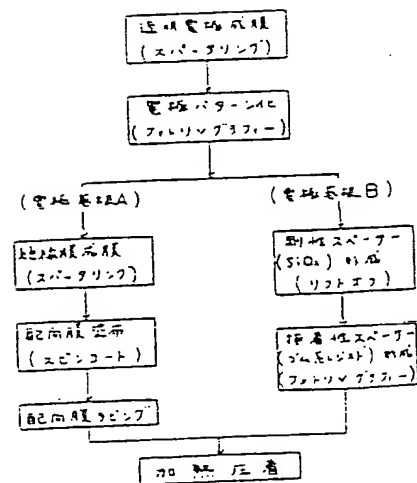 透明電極成膜
(スパータリング)
電極パターン化
(フォトリソグラフィー)
(電極基板A)
(電極基板B)
絶縁膜成膜
(スパータリング)
剛性スペーサー
(SiO₂)形成
(リフトオフ)
配向膜塗布
(スピンコート)
接着性スペーサー
(ゴム系レジスト)形成
(フォトリソグラフィー)
配向膜ラビング
加熱圧着